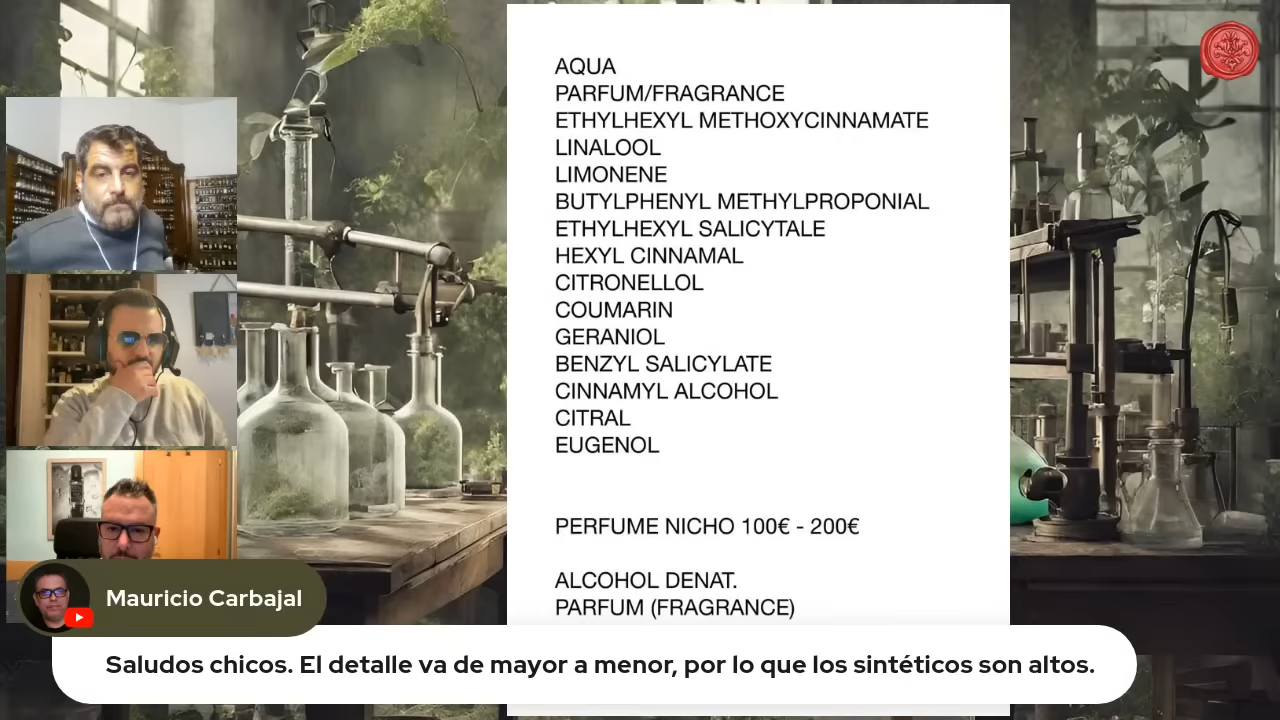 AQUA
PARFUM/FRAGRANCE
ETHYLHEXYL METHOXYCINNAMATE
LINALOOL
LIMONENE
BUTYLPHENYL METHYLPROPONIAL
ETHYLHEXYL SALICYTALE
HEXYL CINNAMAL
CITRONELLOL
COUMARIN
GERANIOL
BENZYL SALICYLATE
CINNAMYL ALCOHOL
CITRAL
EUGENOL
PERFUME NICHO 100€ - 200€
ALCOHOL DENAT.
PARFUM (FRAGRANCE)
Mauricio Carbajal
Saludos chicos. El detalle va de mayor a menor, por lo que los sintéticos son altos.